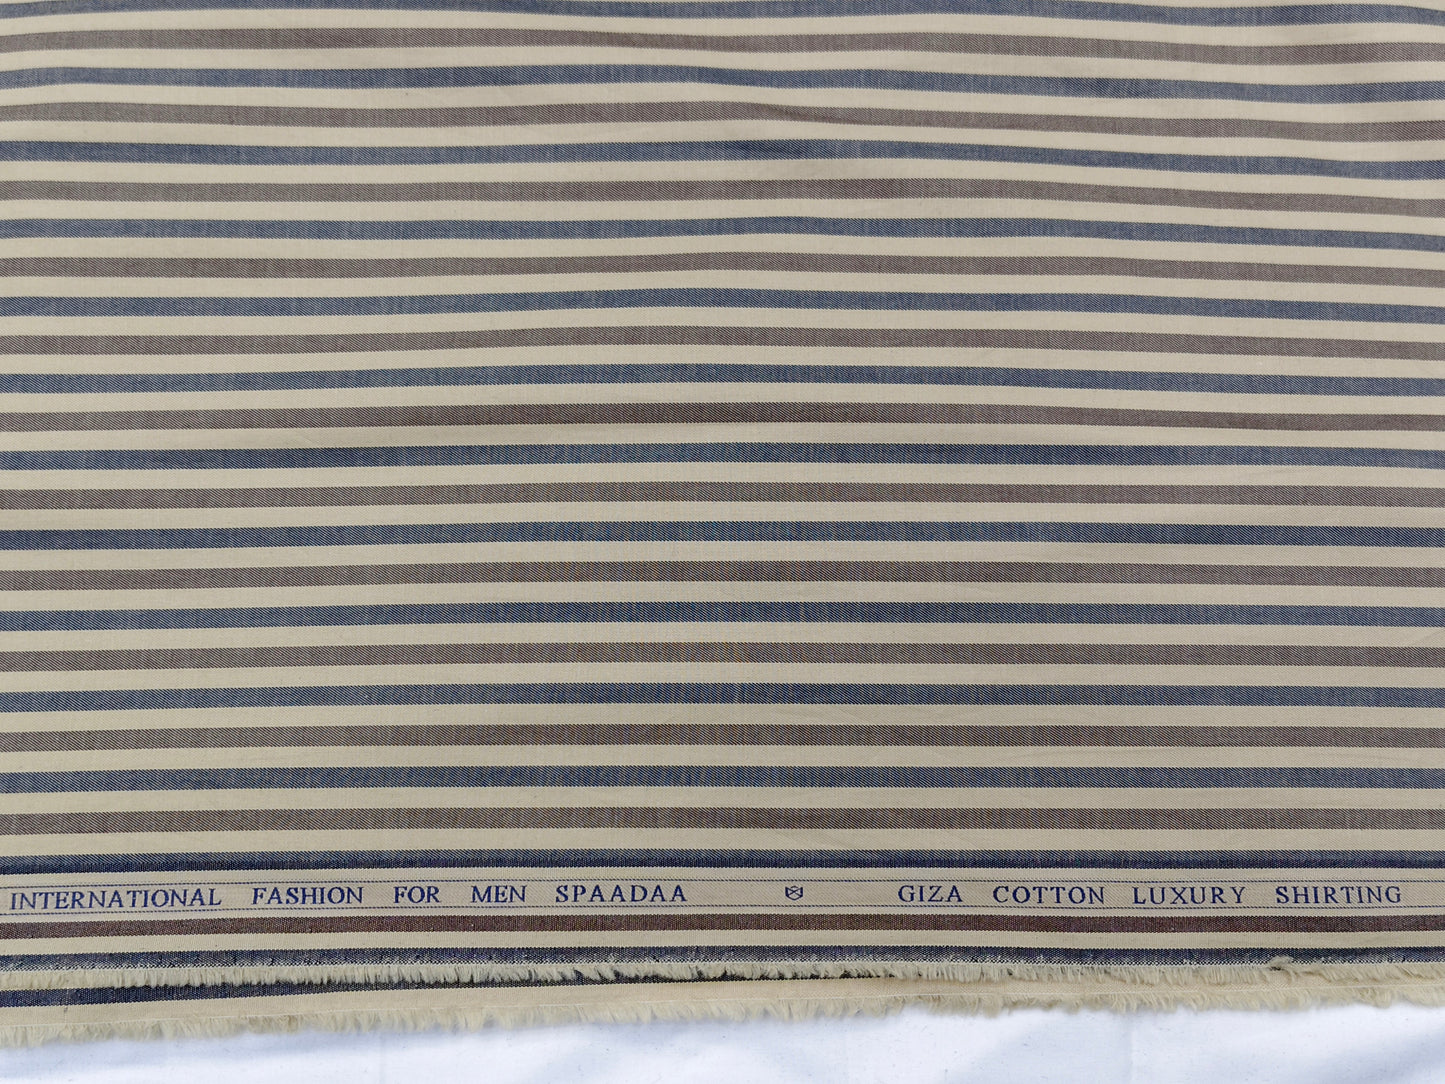 INTERNATIONAL FASHION FOR MEN SPAADAA GIZA COTTON LUXURY SHIRTING